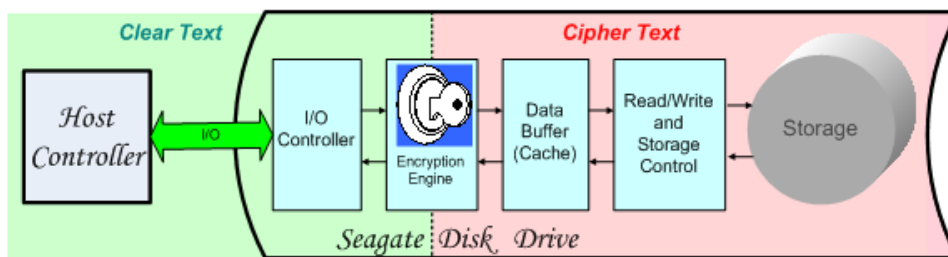 Clear Text
Cipher Text
Host
Controller
I/O
I/O
Controller
Encryption
Engine
Data
Buffer
(Cache)
Read/Write
and
Storage
Control
Storage
Seagate Disk Drive